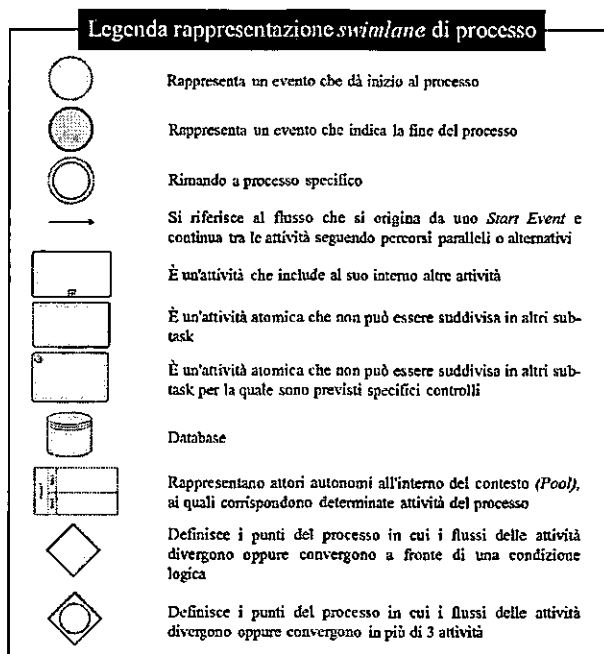 Legenda rappresentazione swimlane di processo
Rappresenta un evento che dà inizio al processo
Rappresenta un evento che indica la fine del processo
Rimando a processo specifico
Si riferisce al flusso che si origina da uno Start Event e
continua tra le attività seguendo percorsi paralleli o alternativi
È un'attività che include al suo interno altre attività
È un'attività atomica che non può essere suddivisa in altri sub-
task
È un'attività atomica che non può essere suddivisa in altri sub-
task per la quale sono previsti specifici controlli
Database
Rappresentano attori autonomi all'interno del contesto (Pool),
ai quali corrispondono determinate attività del processo
Definisce i punti del processo in cui i flussi delle attività
divergono oppure convergono a fronte di una condizione
logica
Definisce i punti del processo in cui i flussi delle attività
divergono oppure convergono in più di 3 attività